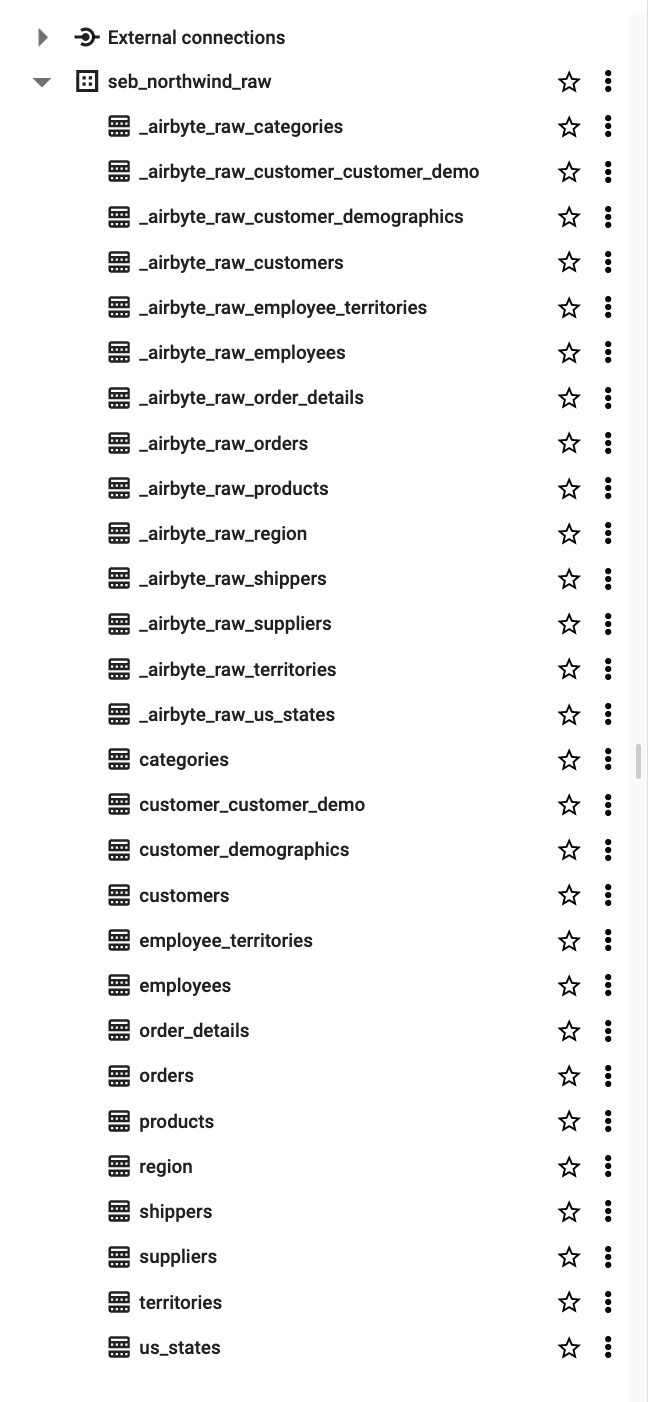 External connections
seb_northwind_raw
_airbyte_raw_categories
_airbyte_raw_customer_customer_demo
_airbyte_raw_customer_demographics
_airbyte_raw_customers
_airbyte_raw_employee_territories
_airbyte_raw_employees
_airbyte_raw_order_details
_airbyte_raw_orders
_airbyte_raw_products
_airbyte_raw_region
_airbyte_raw_shippers
_airbyte_raw_suppliers
_airbyte_raw_territories
_airbyte_raw_us_states
categories
customer_customer_demo
customer_demographics
customers
employee_territories
employees
order_details
orders
products
region
shippers
suppliers
territories
us_states